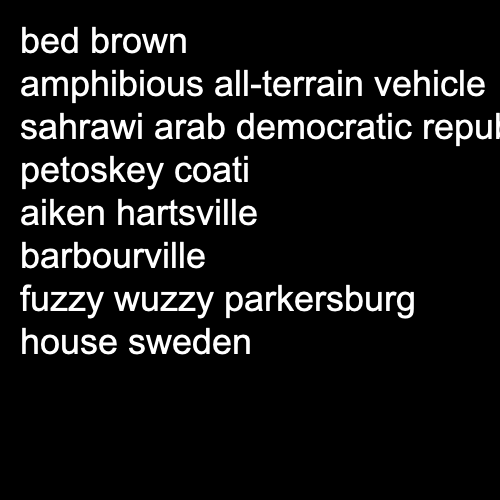 bed brown
amphibious all-terrain vehicle
sahrawi arab democratic
petoskey coati
aiken hartsville
barbourville
fuzzy wuzzy parkersburg
house sweden